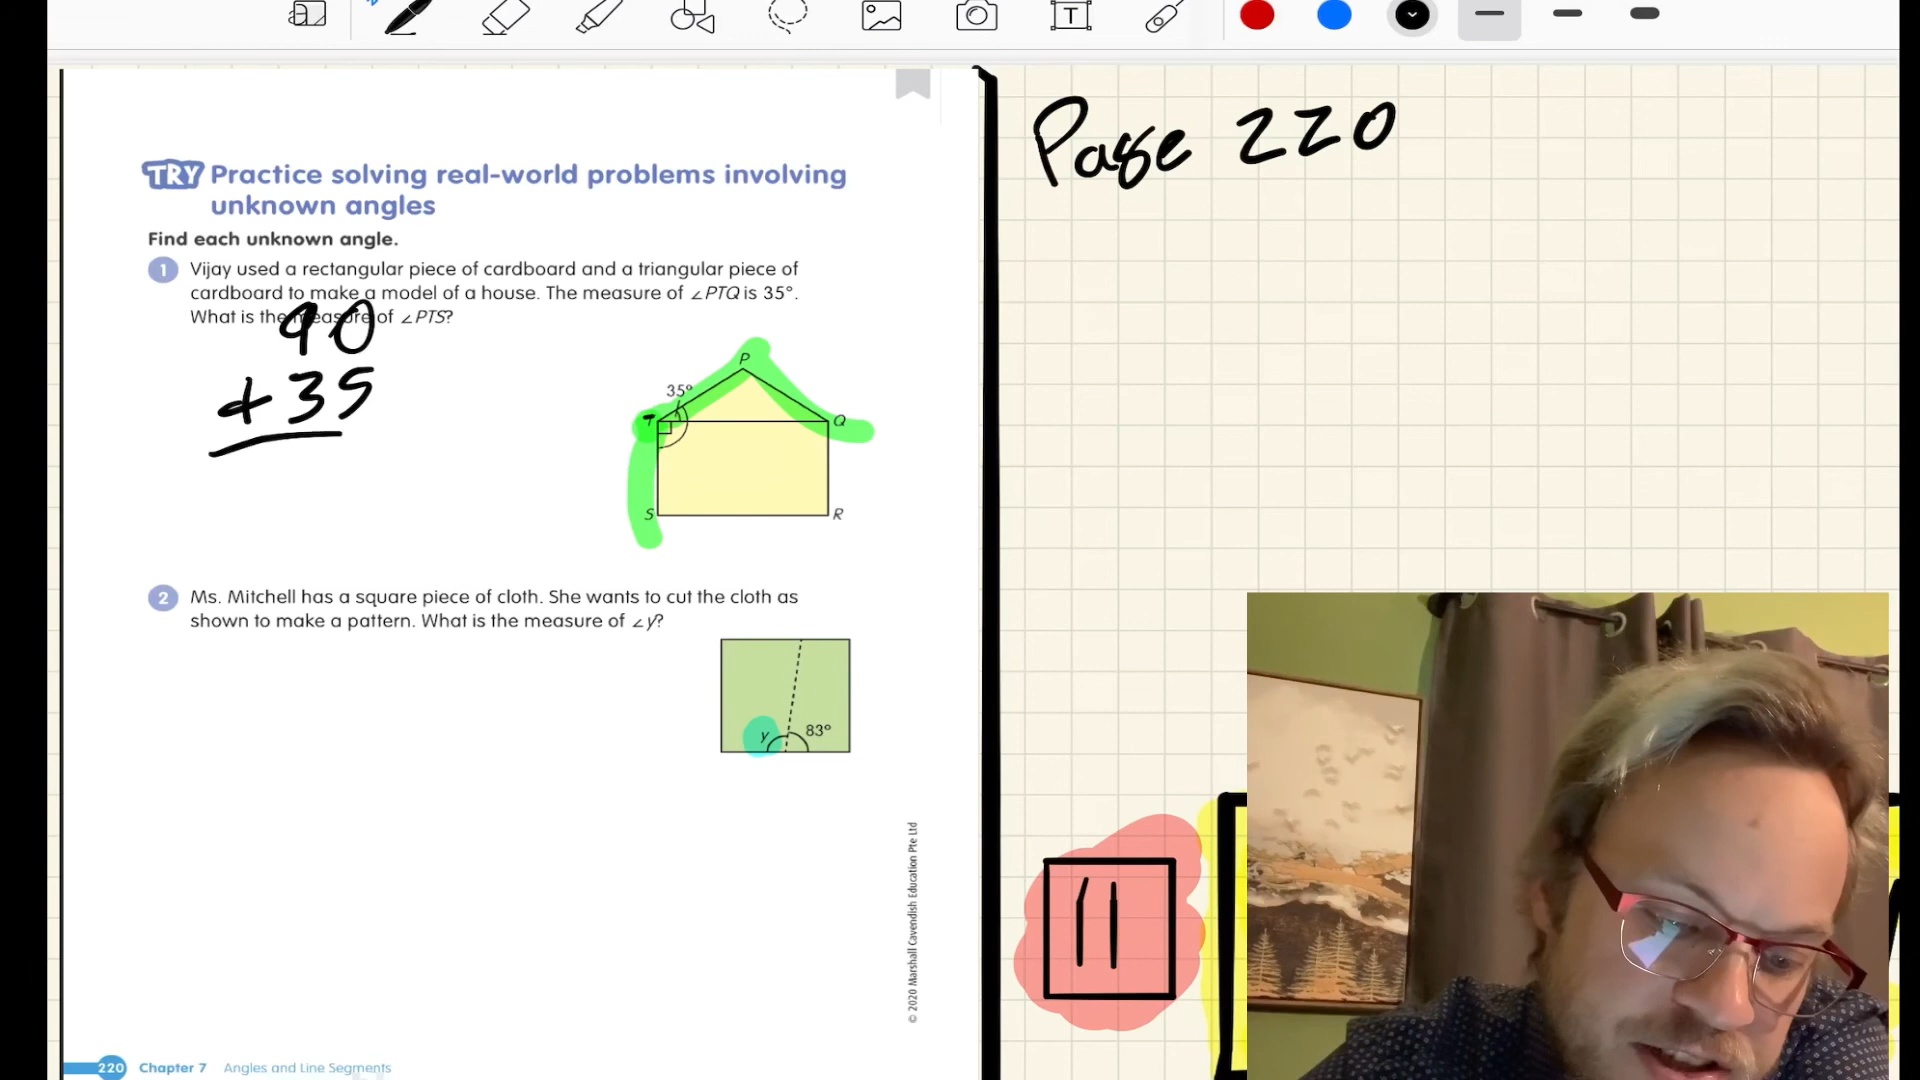 T
Page 220
TRY Practice solving real-world problems involving
unknown angles
Find each unknown angle.
1 Vijay used a rectangular piece of cardboard and a triangular piece of
cardboard to make a model of a house. The measure of ∠PTQ is 35°.
What is the measure of ∠PTS?
90
+35
P
35°
T
Q
S
R
2 Ms. Mitchell has a square piece of cloth. She wants to cut the cloth as
shown to make a pattern. What is the measure of ∠y?
y
83°
11
© 2020 Marshall Cavendish Education Pte Ltd
220 Chapter 7 Angles and Line Segments